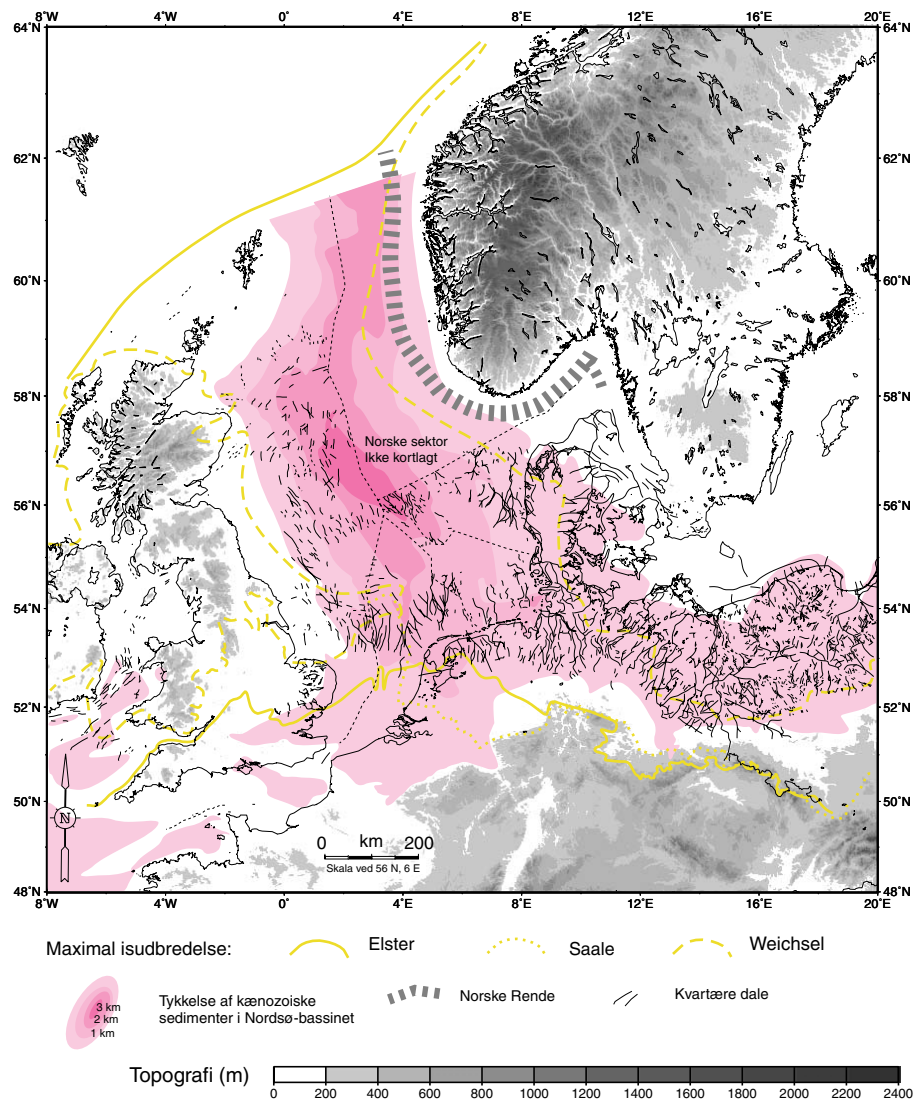 8°W 4°W 0° 4°E 8°E 12°E 16°E 20°E
64°N 64°N
62°N 62°N
60°N 60°N
58°N 58°N
Norske sektor
Ikke kortlagt
56°N 56°N
54°N 54°N
52°N 52°N
50°N 50°N
N
0 km 200
Skala ved 56 N, 6 E
48°N 48°N
8°W 4°W 0° 4°E 8°E 12°E 16°E 20°E
Maximal isudbredelse: Elster Saale Weichsel
3 km
2 km
1 km
Tykkelse af kænozoiske
sedimenter i Nordsø-bassinet
Norske Rende
Kvartære dale
Topografi (m)
0 200 400 600 800 1000 1200 1400 1600 1800 2000 2200 2400